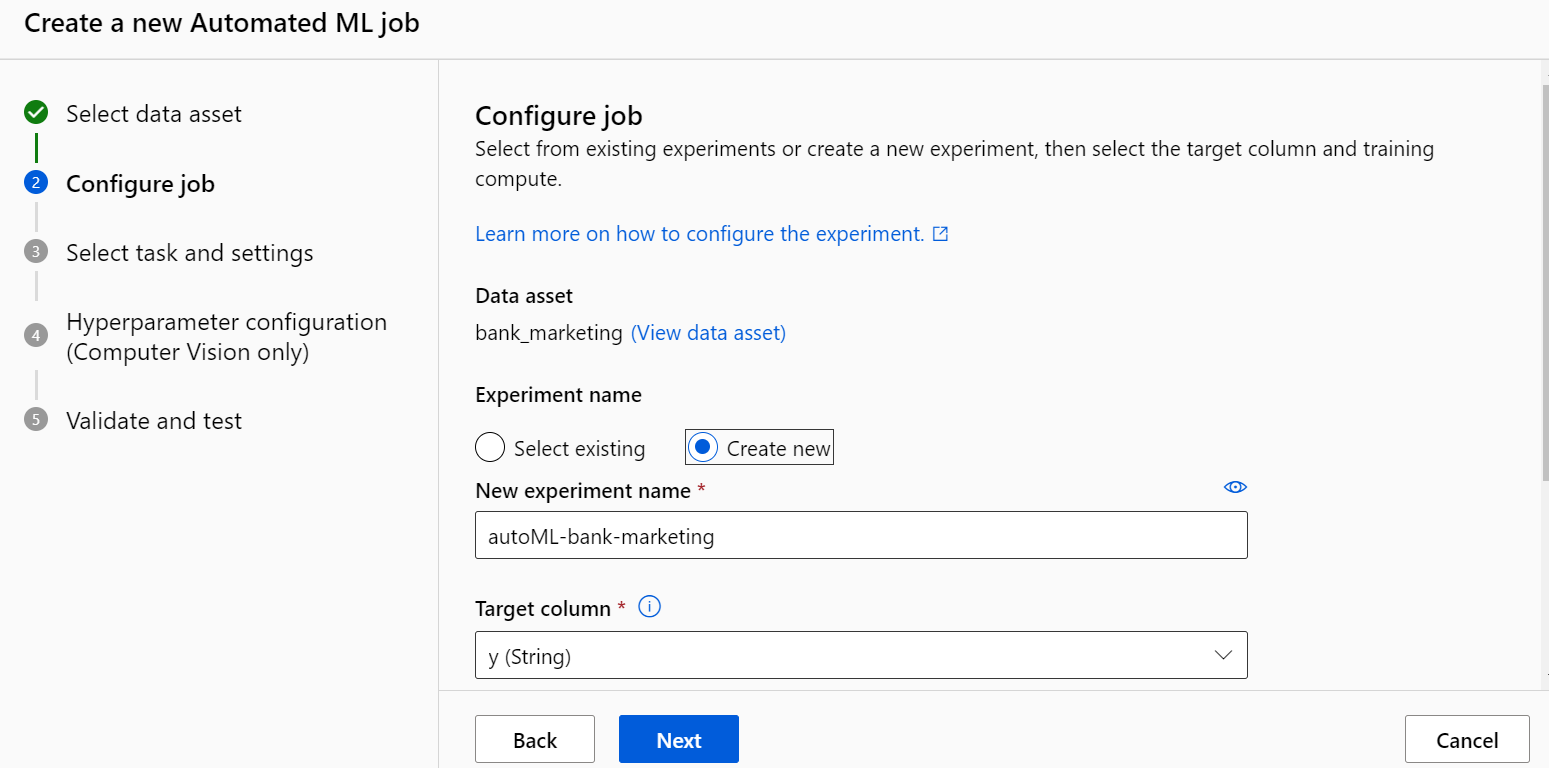 Create a new Automated ML job
Select data asset
2
Configure job
3
Select task and settings
4
Hyperparameter configuration
(Computer Vision only)
5
Validate and test
Configure job
Select from existing experiments or create a new experiment, then select the target column and training
compute.
Learn more on how to configure the experiment.
Data asset
bank_marketing (View data asset)
Experiment name
Select existing
Create new
New experiment name *
autoML-bank-marketing
Target column *
y (String)
Back
Next
Cancel